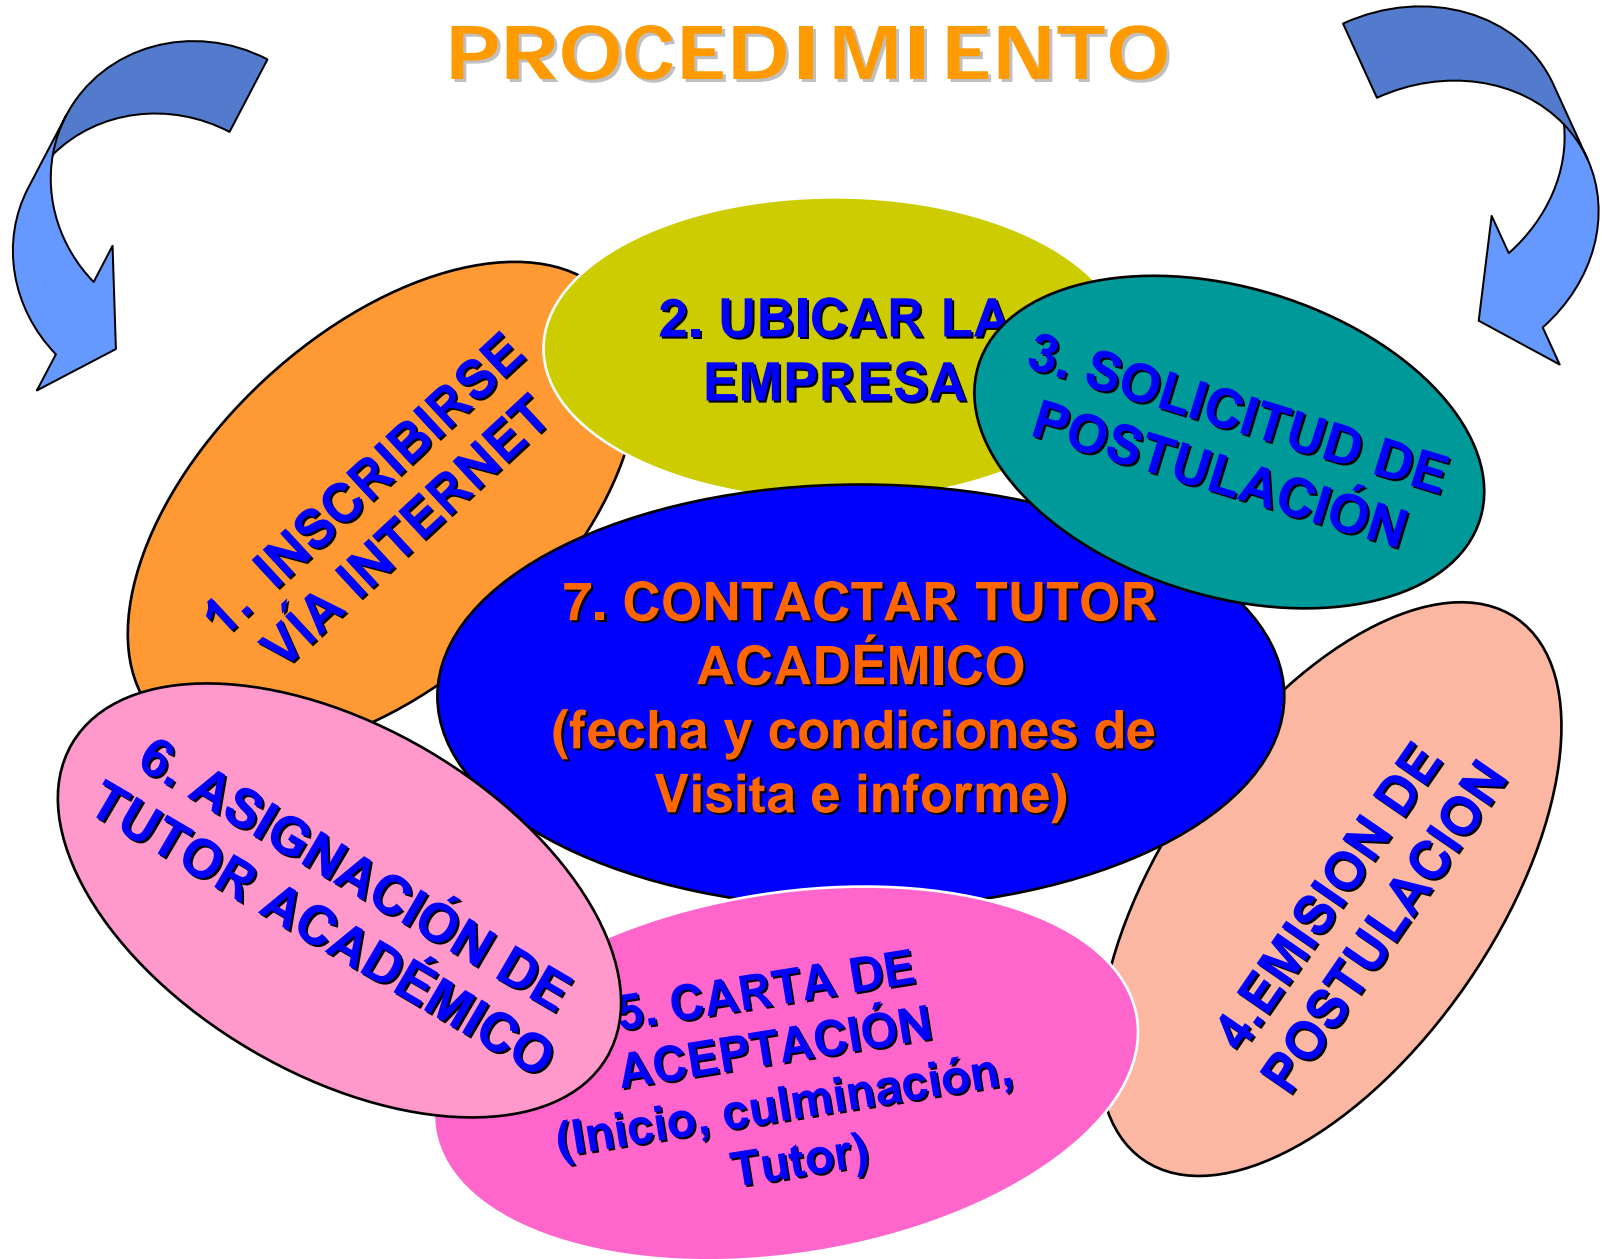 PROCEDIMIENTO
1. INSCRIBIRSE
VÍA INTERNET
2. UBICAR LA
EMPRESA
3. SOLICITUD DE
POSTULACIÓN
4.EMISION DE
POSTULACION
5. CARTA DE
ACEPTACIÓN
(Inicio, culminación,
Tutor)
6. ASIGNACIÓN DE
TUTOR ACADÉMICO
7. CONTACTAR TUTOR
ACADÉMICO
(fecha y condiciones de
Visita e informe)